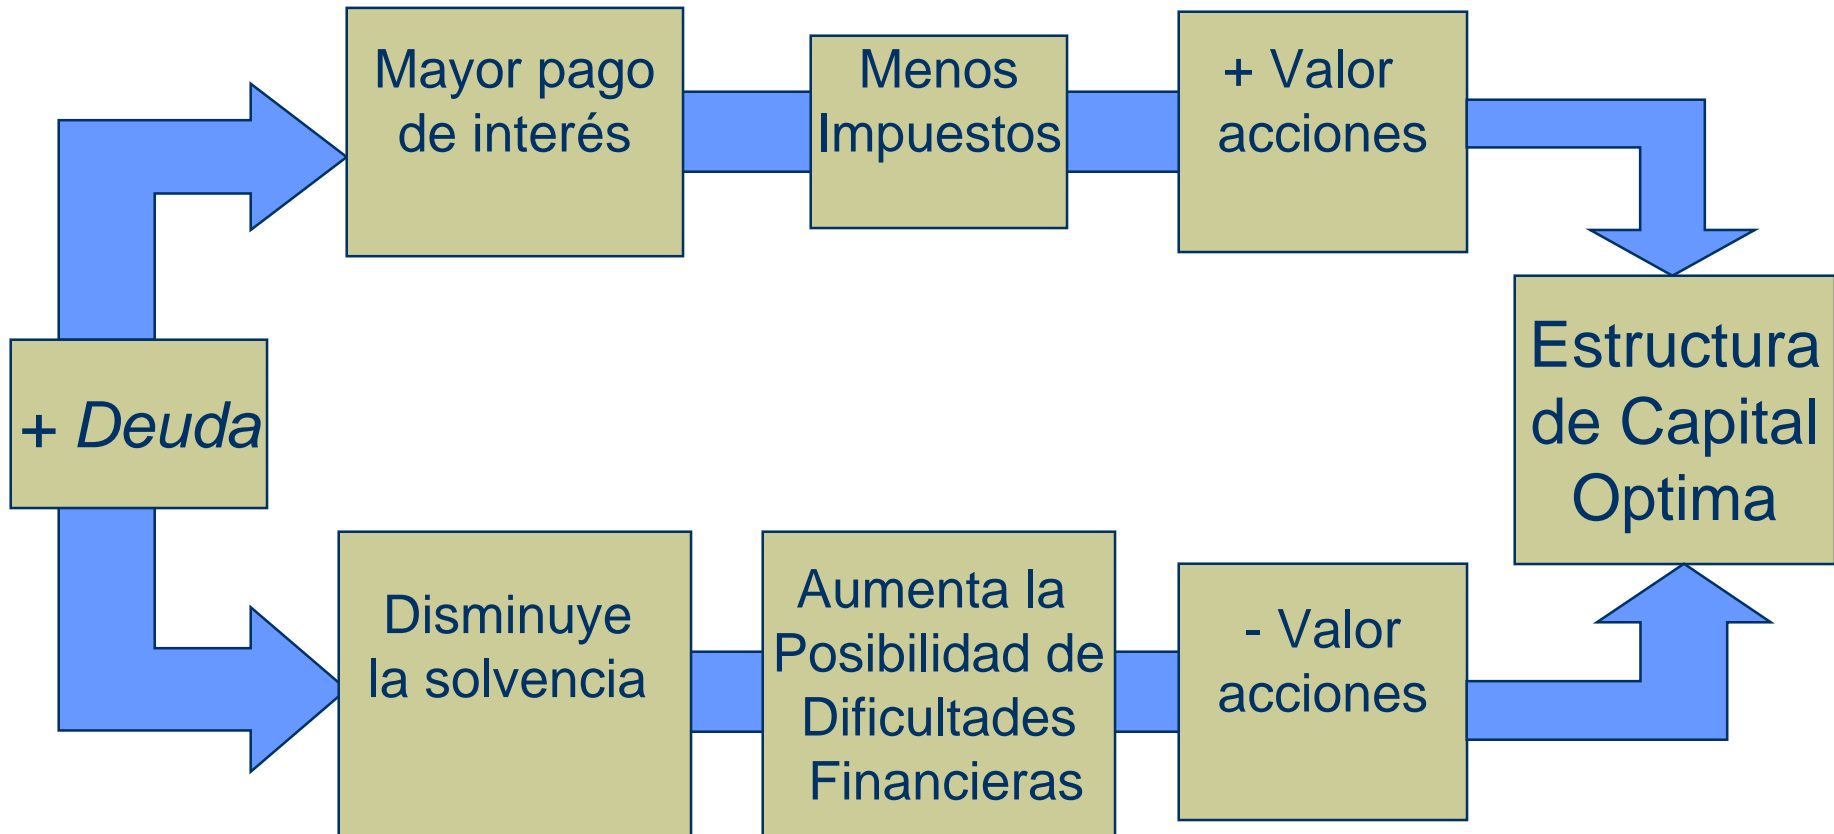 Mayor pago
de interés
Menos
Impuestos
+ Valor
acciones
+ Deuda
Estructura
de Capital
Optima
Disminuye
la solvencia
Aumenta la
Posibilidad de
Dificultades
Financieras
- Valor
acciones